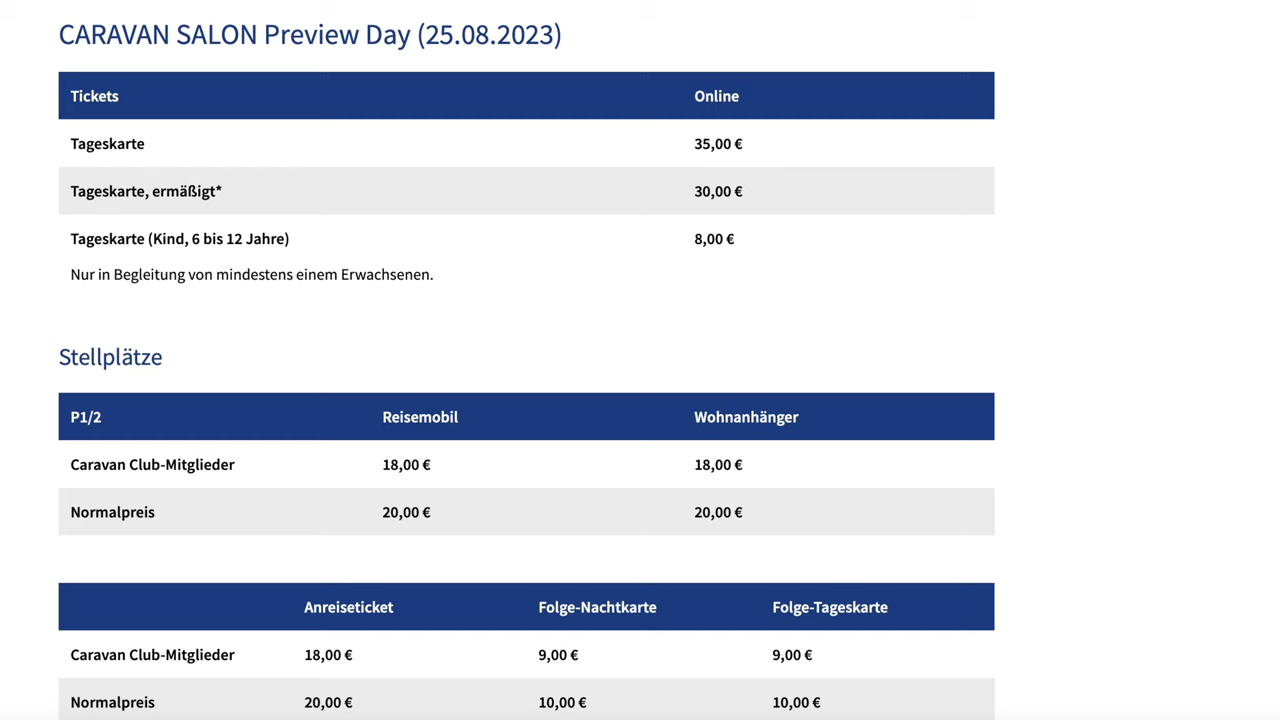 CARAVAN SALON Preview Day (25.08.2023)
Tickets Online
Tageskarte 35,00 €
Tageskarte, ermäßigt* 30,00 €
Tageskarte (Kind, 6 bis 12 Jahre) 8,00 €
Nur in Begleitung von mindestens einem Erwachsenen.
Stellplätze
P1/2 Reisemobil Wohnanhänger
Caravan Club-Mitglieder 18,00 € 18,00 €
Normalpreis 20,00 € 20,00 €
Anreiseticket Folge-Nachtkarte Folge-Tageskarte
Caravan Club-Mitglieder 18,00 € 9,00 € 9,00 €
Normalpreis 20,00 € 10,00 € 10,00 €